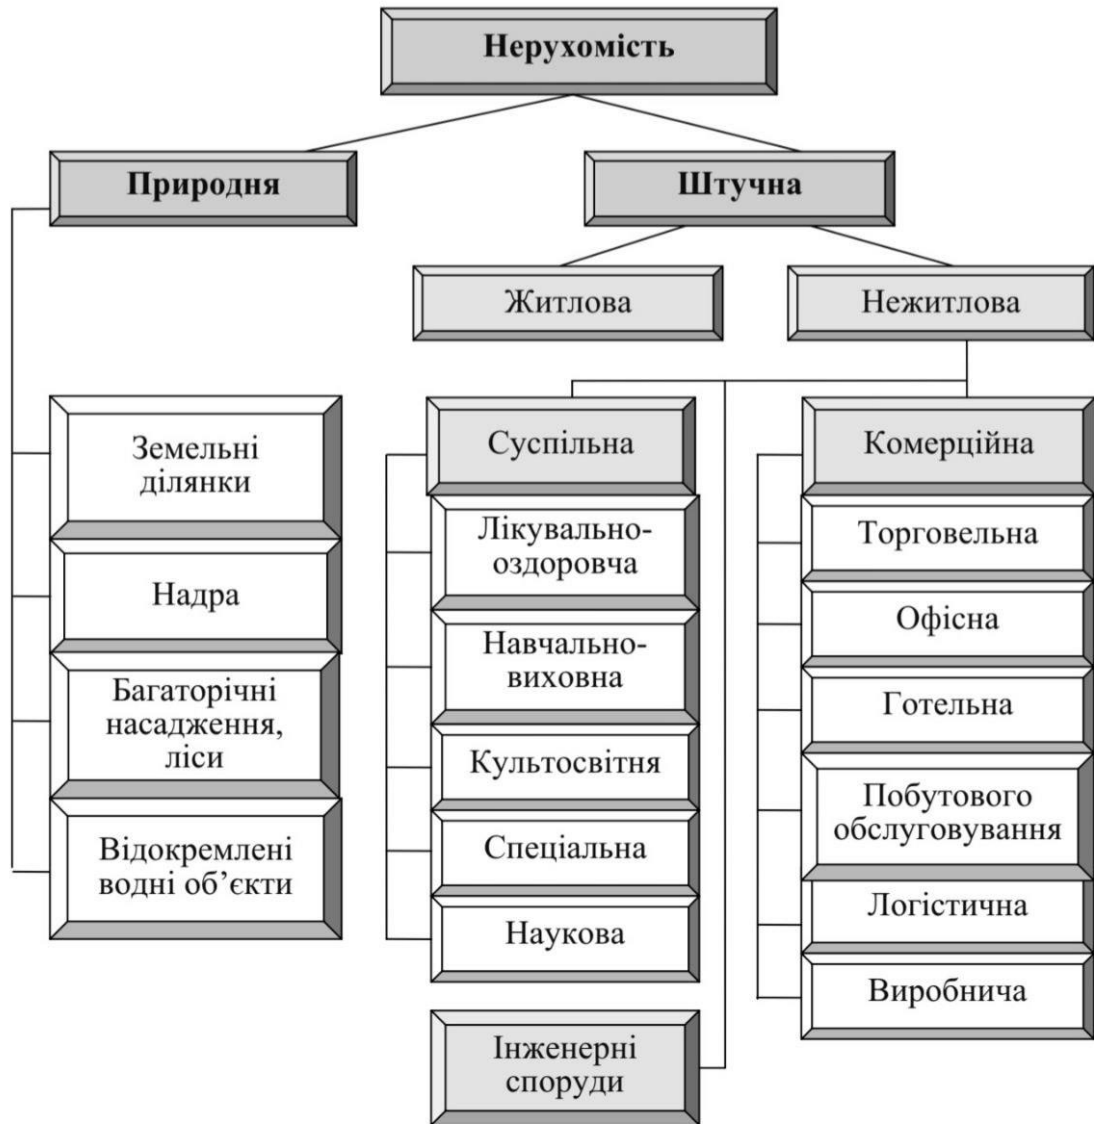 Нерухомість
Природня
Штучна
Житлова
Нежитлова
Земельні
ділянки
Надра
Багаторічні
насадження,
ліси
Відокремлені
водні об’єкти
Суспільна
Лікувально-
оздоровча
Навчально-
виховна
Культосвітня
Спеціальна
Наукова
Інженерні
споруди
Комерційна
Торговельна
Офісна
Готельна
Побутового
обслуговування
Логістична
Виробнича